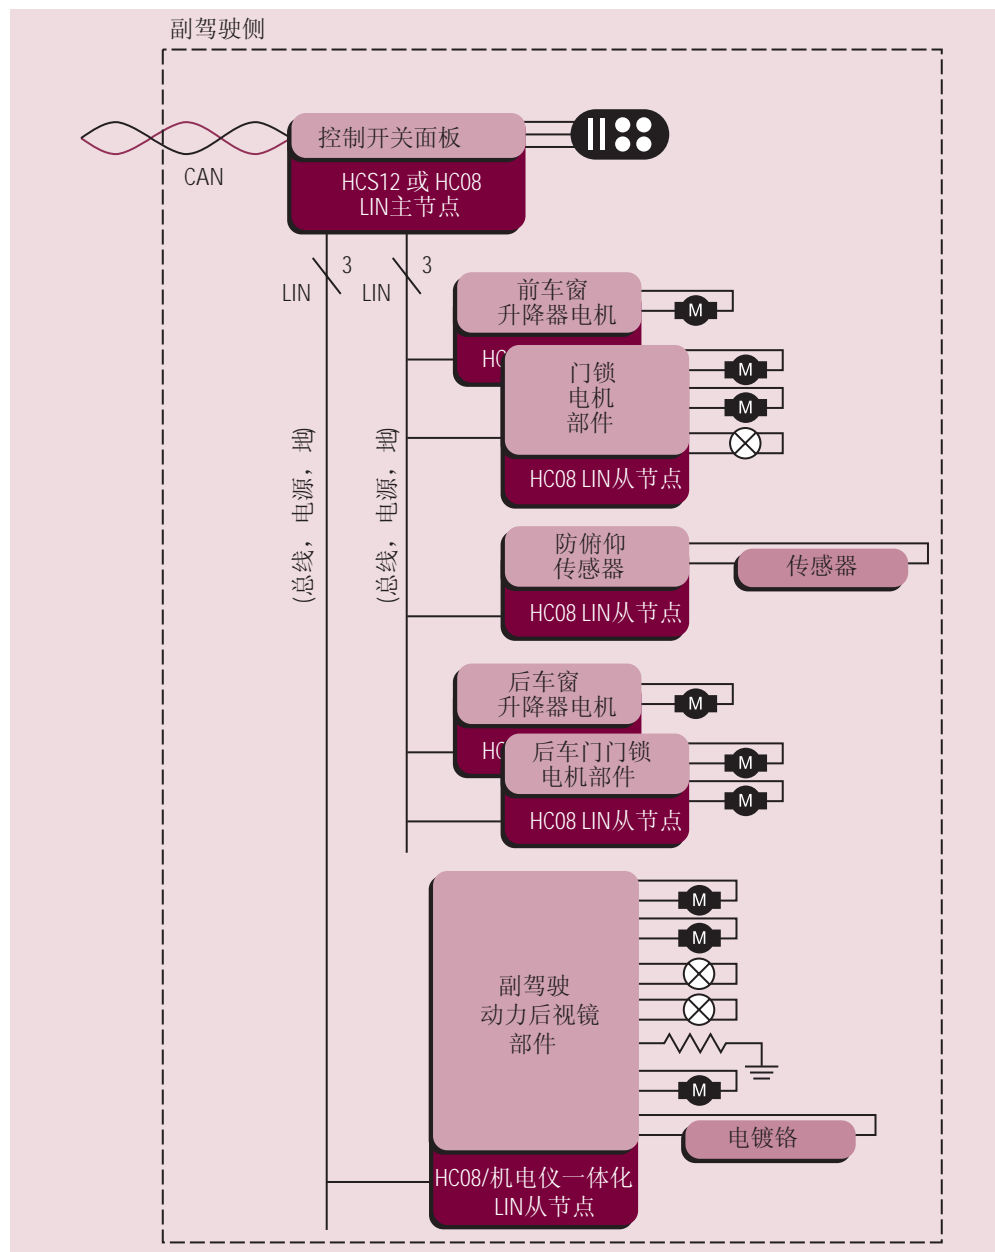 副驾驶侧
控制开关面板
CAN
HCS12 或 HC08
LIN主节点
3
3
LIN
LIN
前车窗
升降器电机
M
HC
门锁
电机
部件
M
M
HC08 LIN从节点
(总线，电源，地)
(总线，电源，地)
防俯仰
传感器
传感器
HC08 LIN从节点
后车窗
升降器电机
M
HC
后车门门锁
电机部件
M
M
HC08 LIN从节点
副驾驶
动力后视镜
部件
M
M
M
电镀铬
HC08/机电仪一体化
LIN从节点